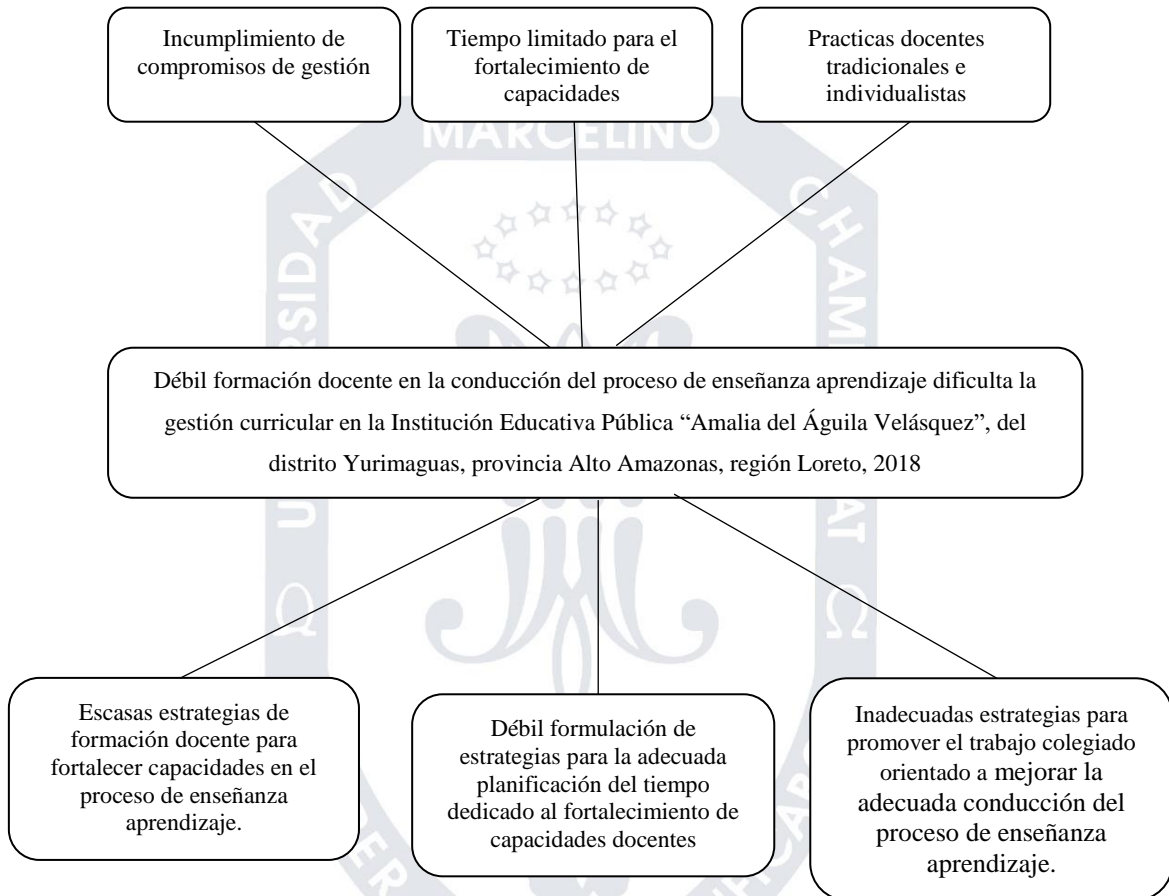 Incumplimiento de
compromisos de gestión
Tiempo limitado para el
fortalecimiento de
capacidades
Practicas docentes
tradicionales e
individualistas
MARCELINO
CHAM
RSIDAD
Débil formación docente en la conducción del proceso de enseñanza aprendizaje dificulta la
gestión curricular en la Institución Educativa Pública “Amalia del Águila Velásquez”, del
distrito Yurimaguas, provincia Alto Amazonas, región Loreto, 2018
U
AT
Q
Ω
Escasas estrategias de
formación docente para
fortalecer capacidades en el
proceso de enseñanza
aprendizaje.
Débil formulación de
estrategias para la adecuada
planificación del tiempo
dedicado al fortalecimiento de
capacidades docentes
Inadecuadas estrategias para
promover el trabajo colegiado
orientado a mejorar la
adecuada conducción del
proceso de enseñanza
aprendizaje.
PER